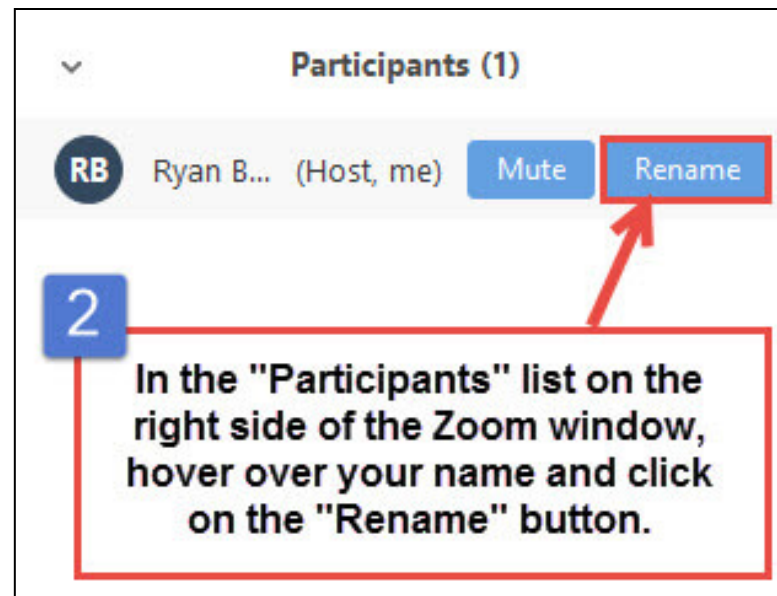 Participants (1)
RB Ryan B... (Host, me) Mute Rename
2
In the "Participants" list on the
right side of the Zoom window,
hover over your name and click
on the "Rename" button.